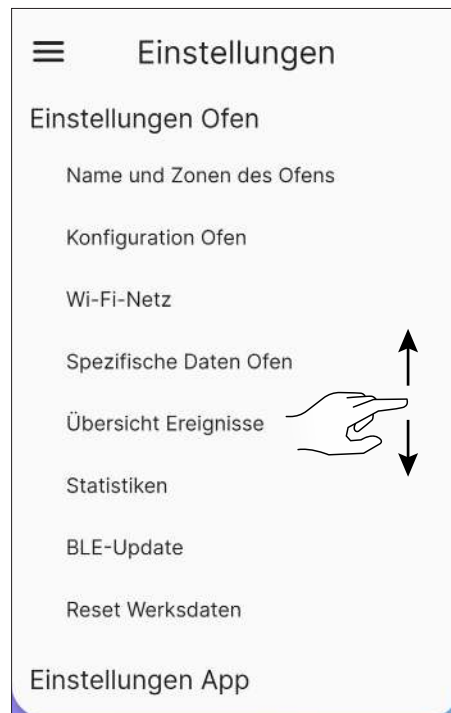 Einstellungen
Einstellungen Ofen
Name und Zonen des Ofens
Konfiguration Ofen
Wi-Fi-Netz
Spezifische Daten Ofen
Übersicht Ereignisse
Statistiken
BLE-Update
Reset Werksdaten
Einstellungen App